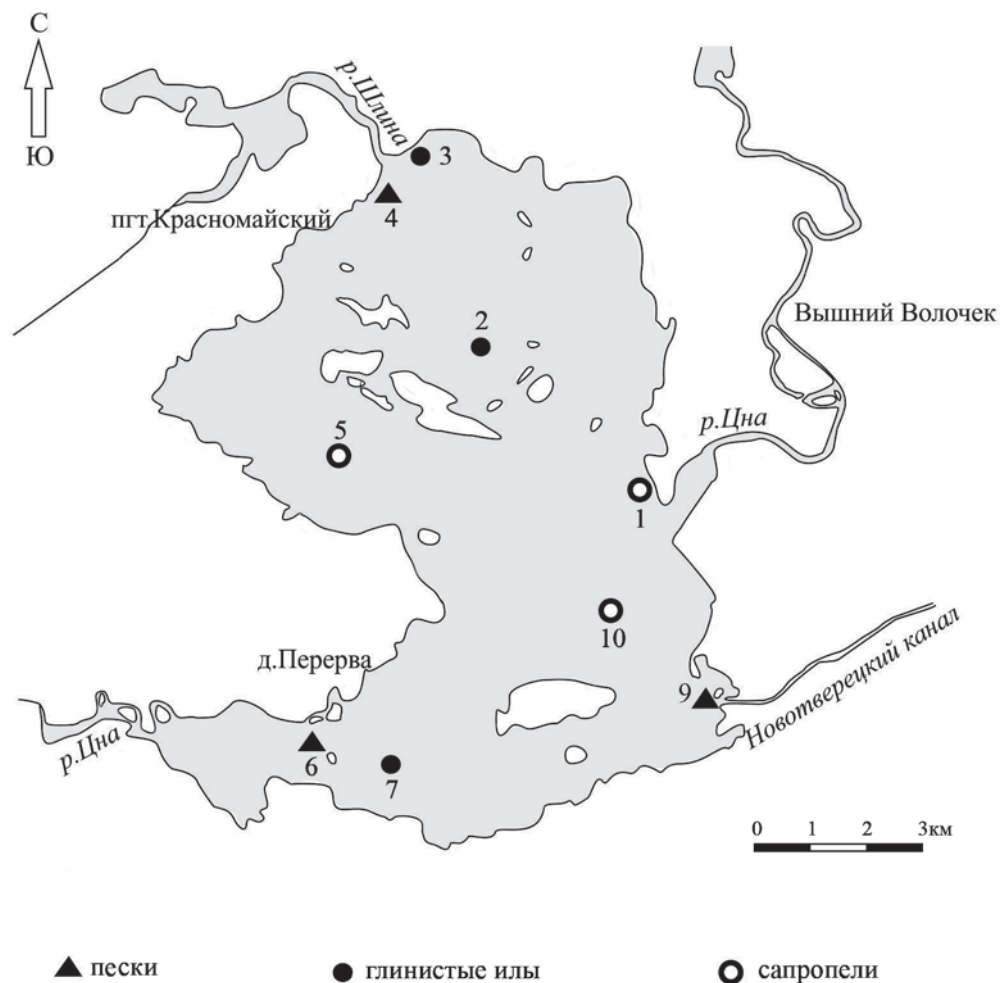 С
Ю
р.Шлина
3
пгт.Красномайский
4
2
Вышний Волочек
р.Цна
5
1
10
д.Перерва
9
Новотверецкий канал
р.Цна
6
7
0 1 2 3км
пески
глинистые илы
сапропели